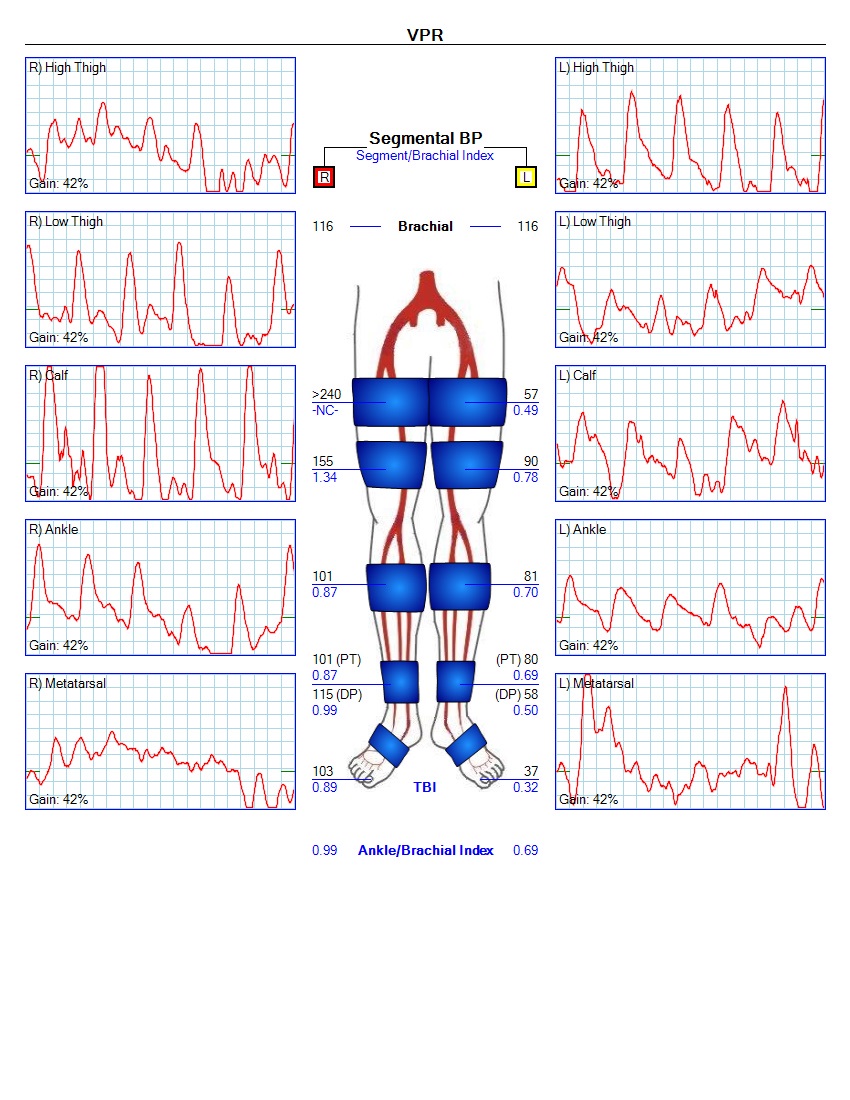 VPR
R) High Thigh
Gain: 42%
R) Low Thigh
Gain: 42%
R) Calf
Gain: 42%
R) Ankle
Gain: 42%
R) Metatarsal
Gain: 42%
Segmental BP
Segment/Brachial Index
R L
116 Brachial 116
>240 57
-NC- 0.49
155 90
1.34 0.78
101 81
0.87 0.70
101 (PT) (PT) 80
0.87 0.69
115 (DP) (DP) 58
0.99 0.50
103 37
0.89 TBI 0.32
0.99 Ankle/Brachial Index 0.69
L) High Thigh
Gain: 42%
L) Low Thigh
Gain: 42%
L) Calf
Gain: 42%
L) Ankle
Gain: 42%
L) Metatarsal
Gain: 42%